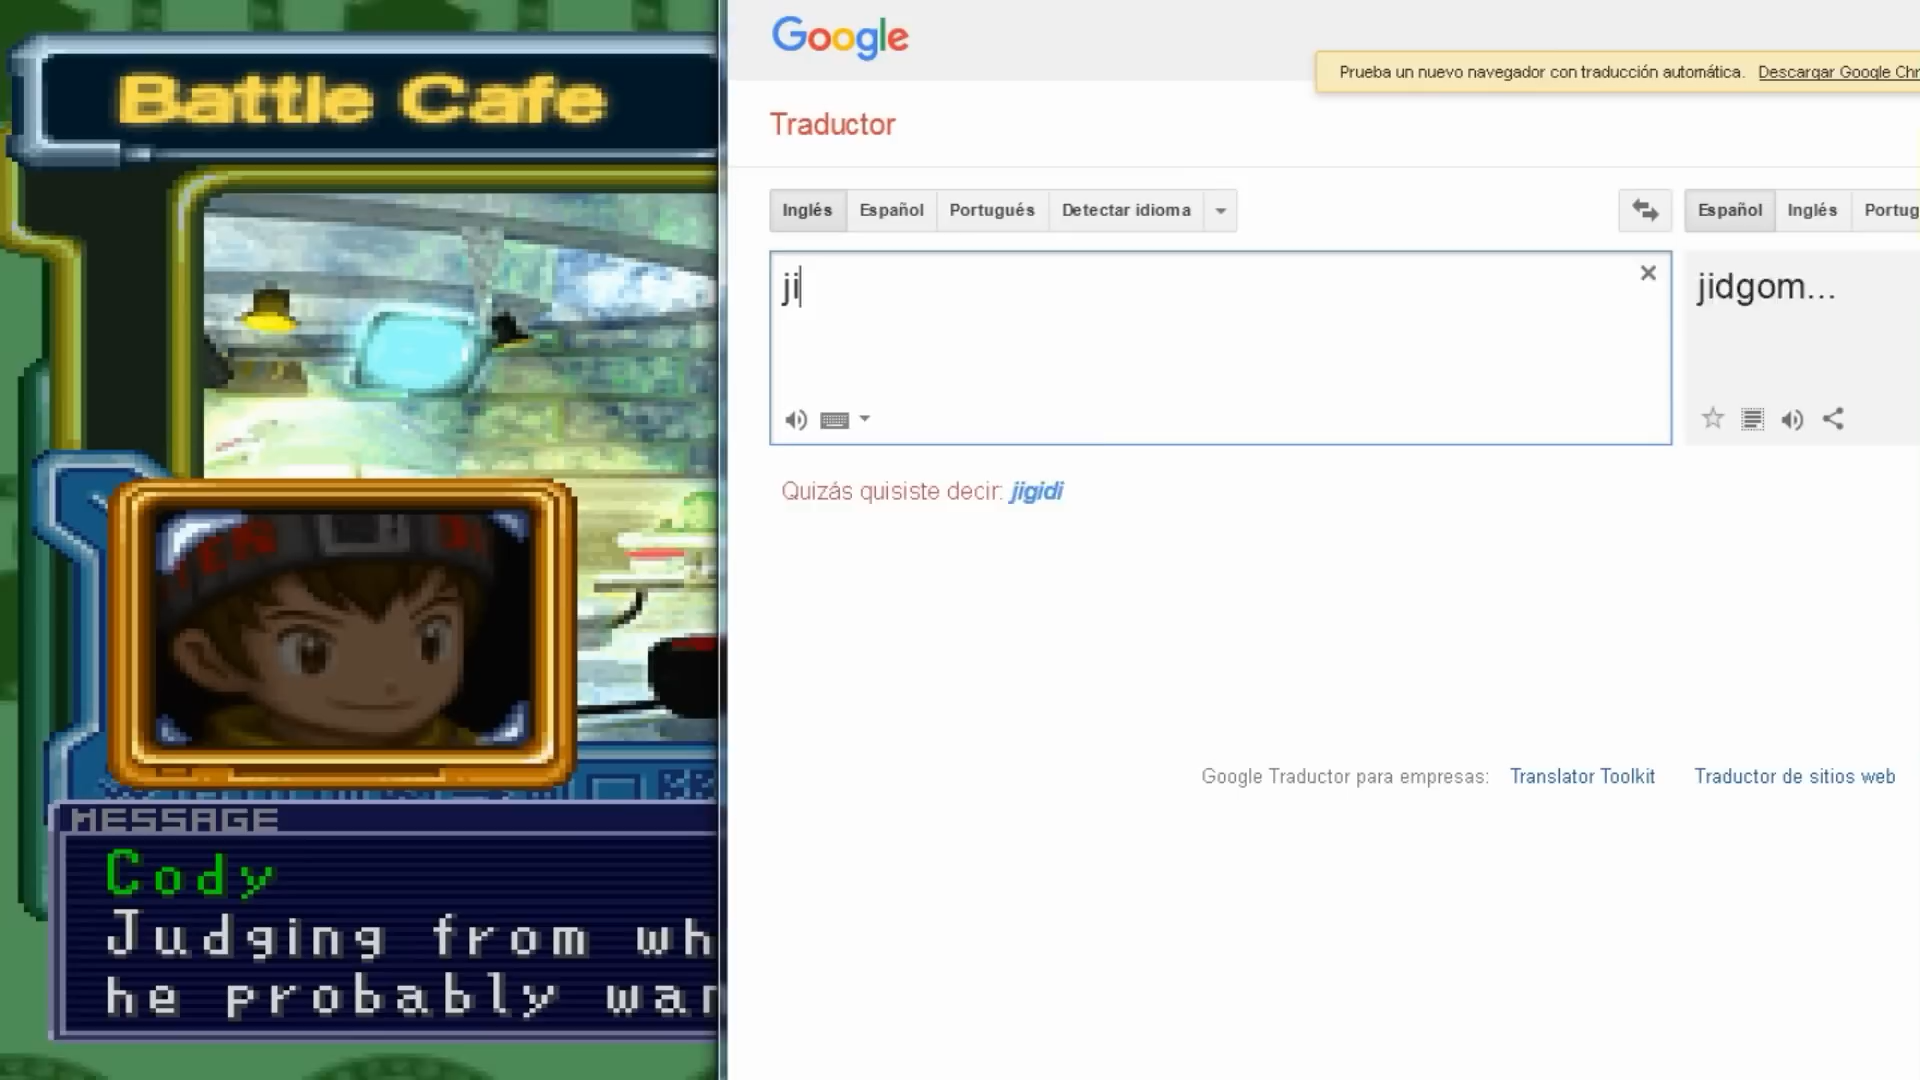 Battle Cafe
MESSAGE
Cody
Judging from wh
he probably wan
Google
Prueba un nuevo navegador con traducción automática. Descargar Google Chr
Traductor
Inglés Español Portugués Detectar idioma Español Inglés Portug
ji
jidgom...
Quizás quisiste decir: jigidi
Google Traductor para empresas: Translator Toolkit Traductor de sitios web